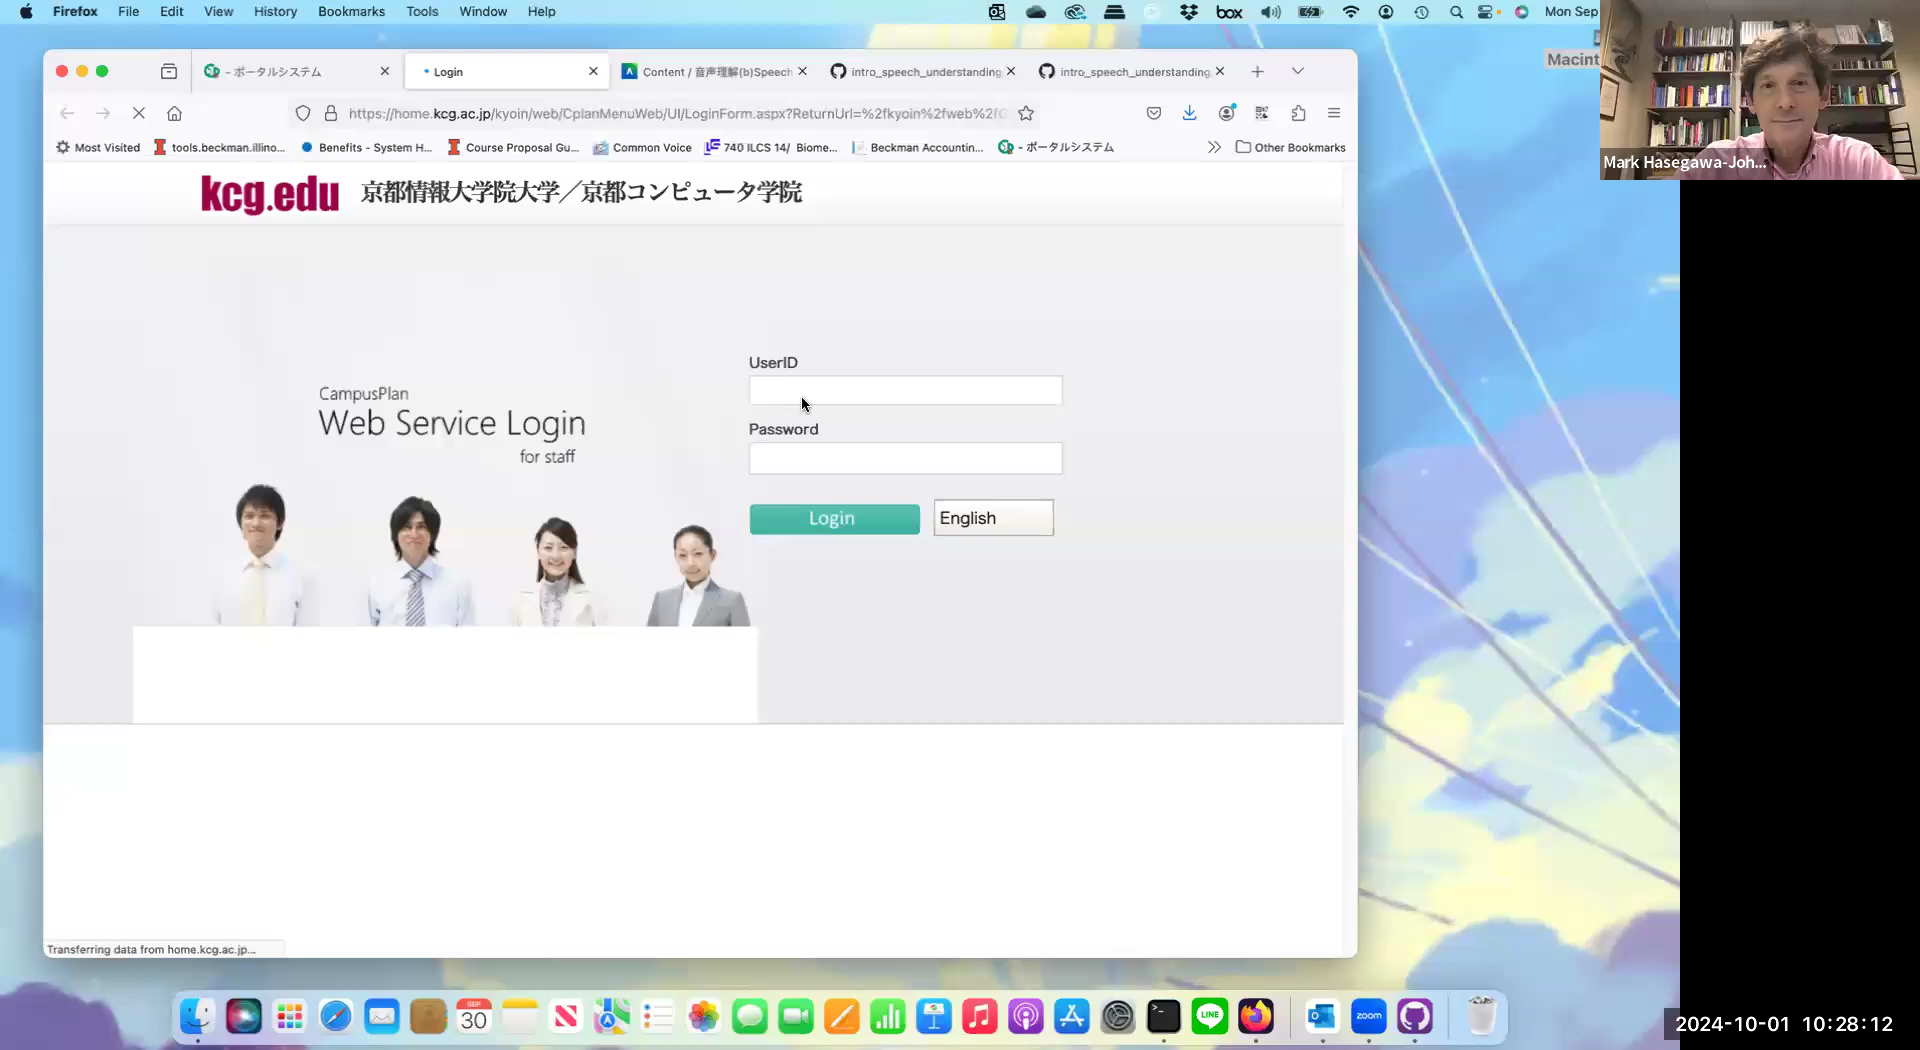 Firefox File Edit View History Bookmarks Tools Window Help box Mon Sep
Macint
- ポータルシステム Login Content / 音声理解(b)Speech intro_speech_understanding intro_speech_understanding
https://home.kcg.ac.jp/kyoin/web/CplanMenuWeb/UI/LoginForm.aspx?ReturnUrl=%2fkyoin%2fweb%2fC
Most Visited tools.beckman.illino... Benefits - System H... Course Proposal Gu... Common Voice 740 ILCS 14/ Biome... Beckman Accountin... - ポータルシステム Other Bookmarks
Mark Hasegawa-Joh...
kcg.edu 京都情報大学院大学／京都コンピュータ学院
UserID
CampusPlan
Web Service Login
for staff
Password
Login English
Transferring data from home.kcg.ac.jp...
SEP
30
LINE
zoom
2024-10-01 10:28:12